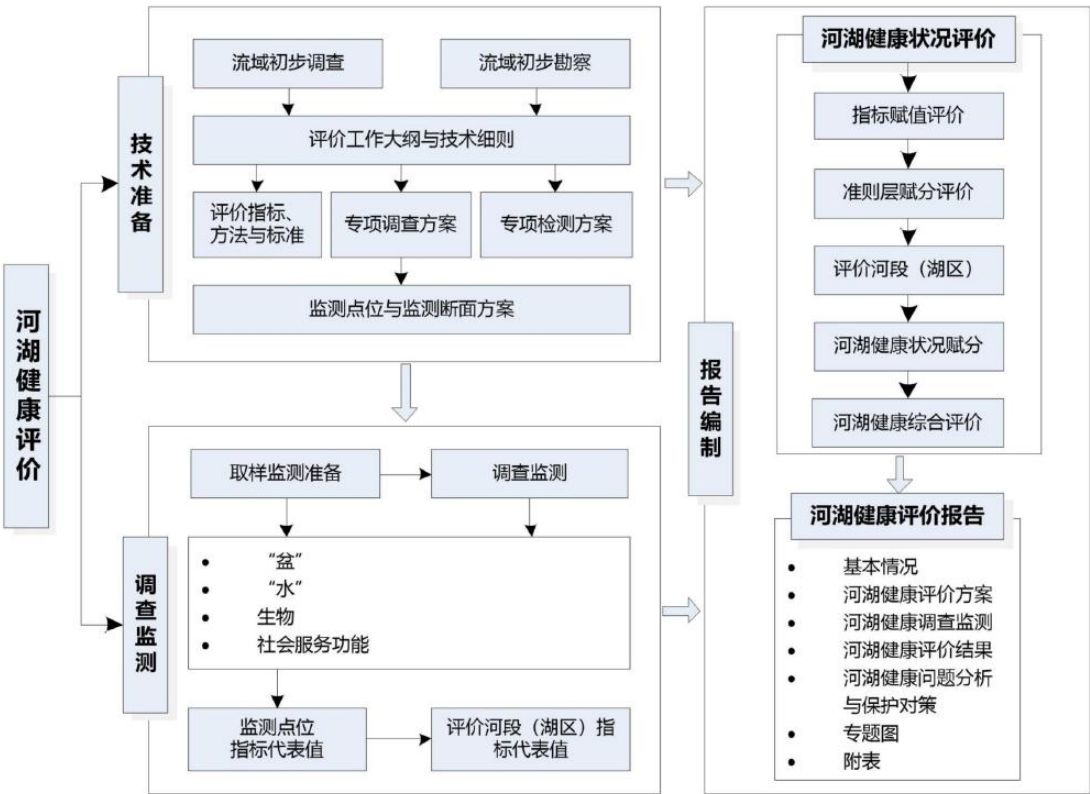 河湖健康评价
技术准备
流域初步调查
流域初步勘察
评价工作大纲与技术细则
评价指标、
方法与标准
专项调查方案
专项检测方案
监测点位与监测断面方案
调查监测
取样监测准备
调查监测
• “盆”
• “水”
• 生物
• 社会服务功能
监测点位
指标代表值
评价河段（湖区）指
标代表值
报告编制
河湖健康状况评价
指标赋值评价
准则层赋分评价
评价河段（湖区）
河湖健康状况赋分
河湖健康综合评价
河湖健康评价报告
• 基本情况
• 河湖健康评价方案
• 河湖健康调查监测
• 河湖健康评价结果
• 河湖健康问题分析
与保护对策
• 专题图
• 附表